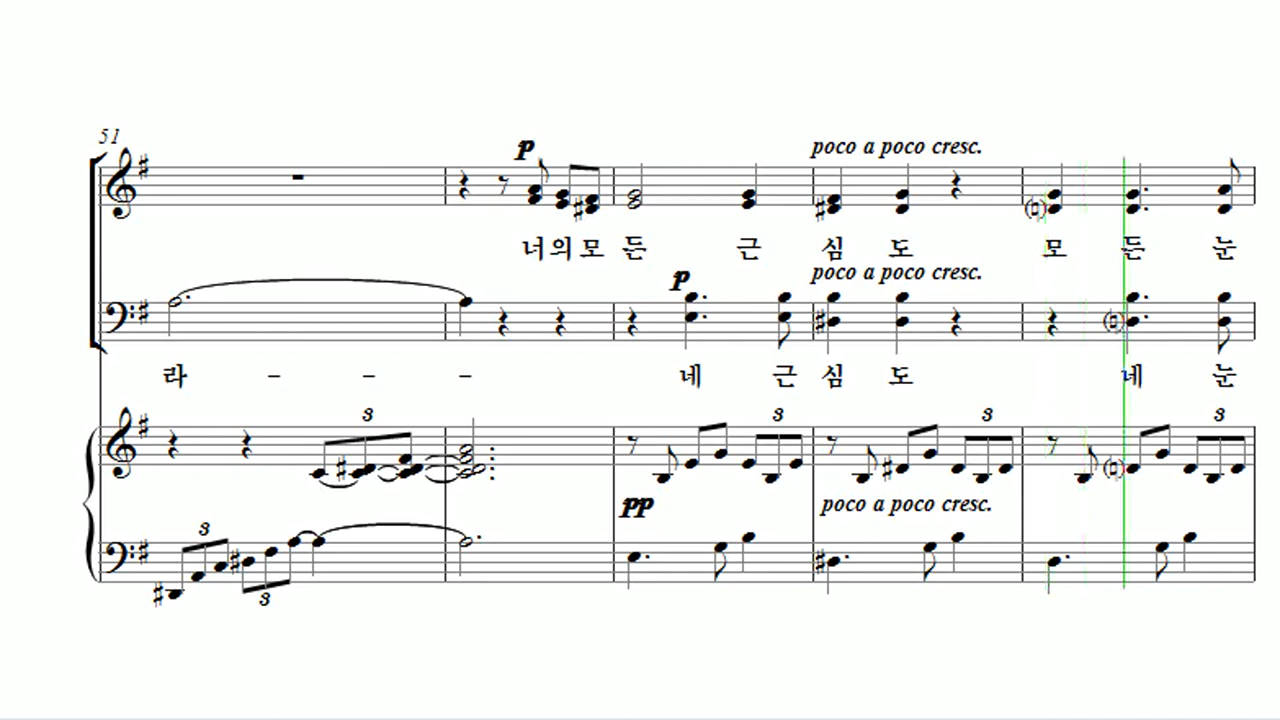 51
p
poco a poco cresc.
너의 모 든 근 심 도 모 든 눈
p
poco a poco cresc.
라 - - - 네 근 심 도 네 눈
3 3 3 3
pp
poco a poco cresc.
3
3